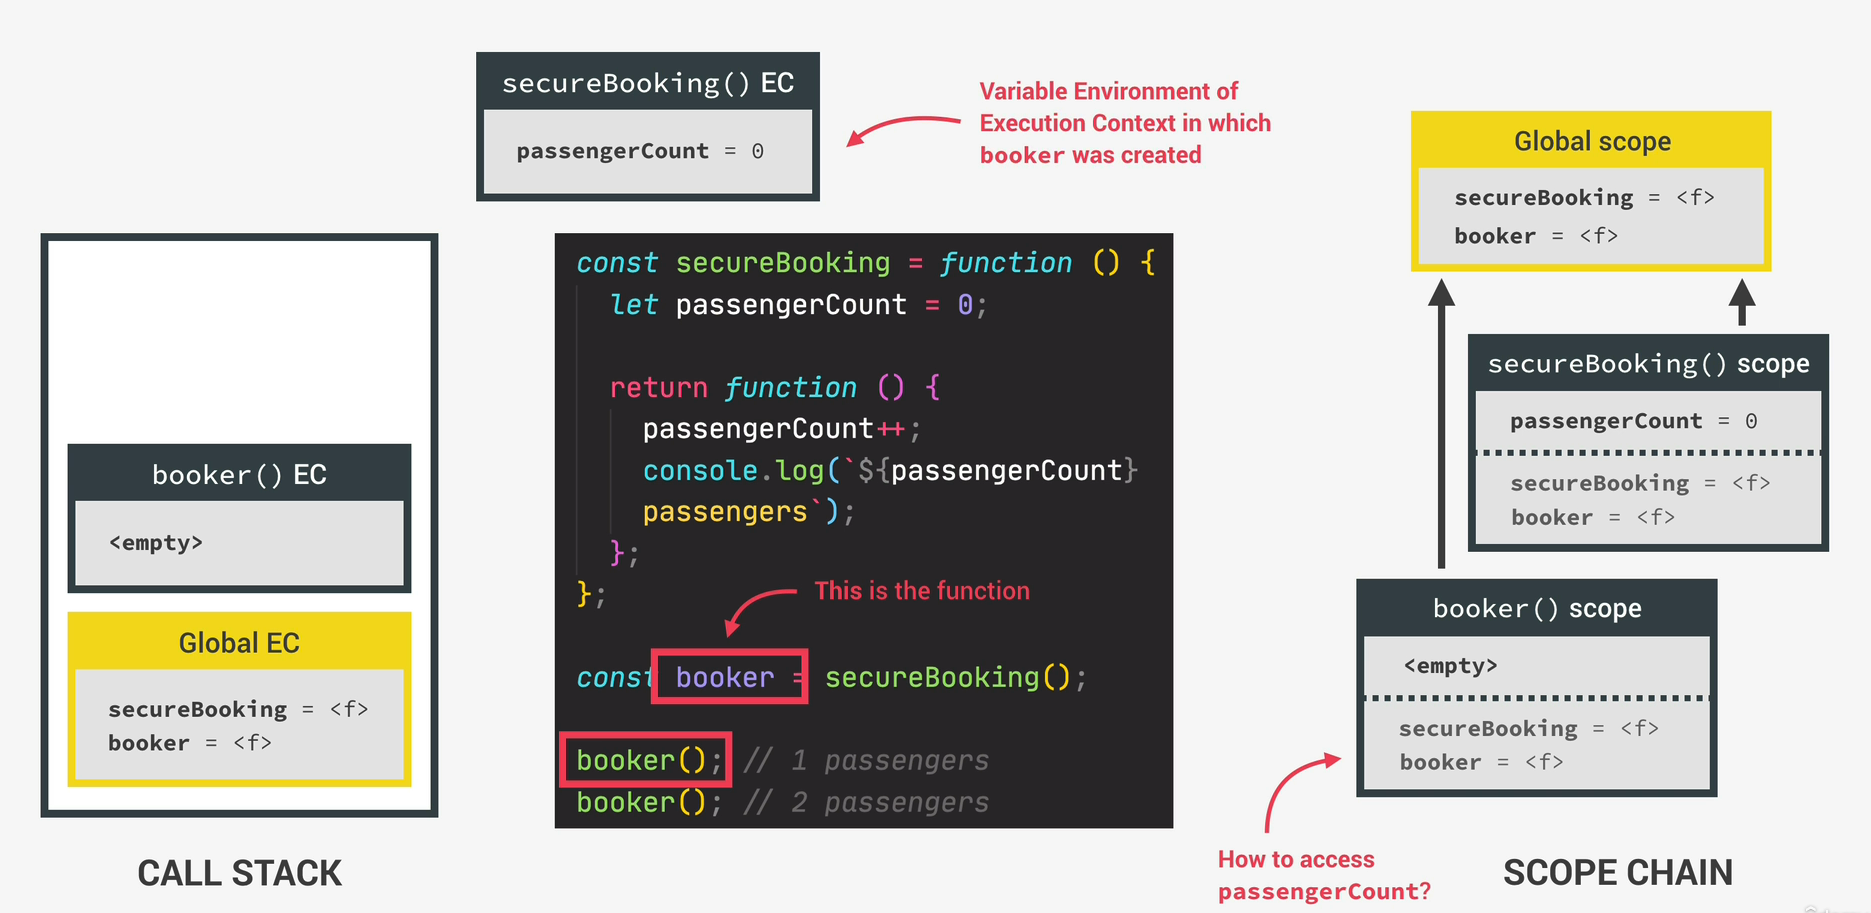 secureBooking() EC
passengerCount = 0
Variable Environment of
Execution Context in which
booker was created
booker() EC
<empty>
Global EC
secureBooking = <f>
booker = <f>
CALL STACK
const secureBooking = function () {
let passengerCount = 0;
return function () {
passengerCount++;
console.log(`${passengerCount}
passengers`);
};
};
This is the function
const booker = secureBooking();
booker(); // 1 passengers
booker(); // 2 passengers
Global scope
secureBooking = <f>
booker = <f>
secureBooking() scope
passengerCount = 0
secureBooking = <f>
booker = <f>
booker() scope
<empty>
secureBooking = <f>
booker = <f>
How to access
passengerCount?
SCOPE CHAIN